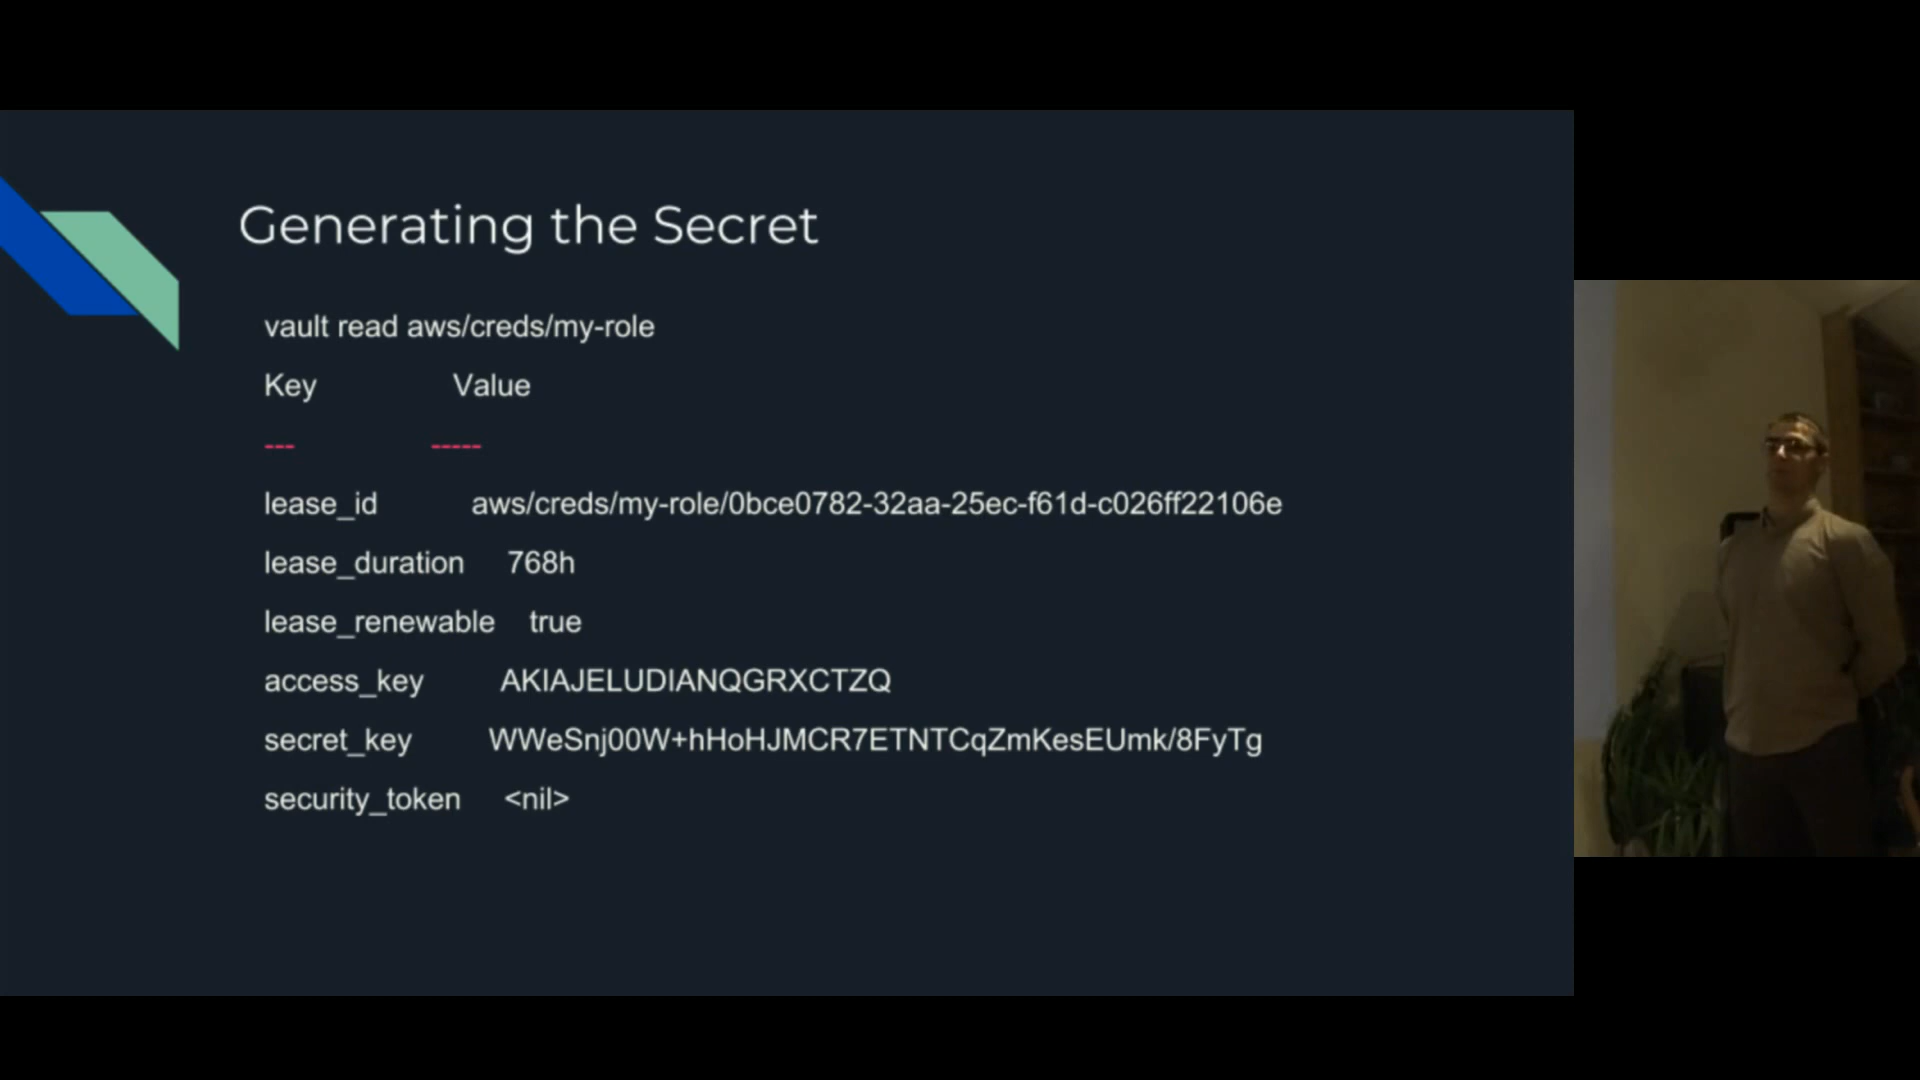 Generating the Secret
vault read aws/creds/my-role
Key Value
--- -----
lease_id aws/creds/my-role/0bce0782-32aa-25ec-f61d-c026ff22106e
lease_duration 768h
lease_renewable true
access_key AKIAJELUDIANQGRXCTZQ
secret_key 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
security_token <nil>